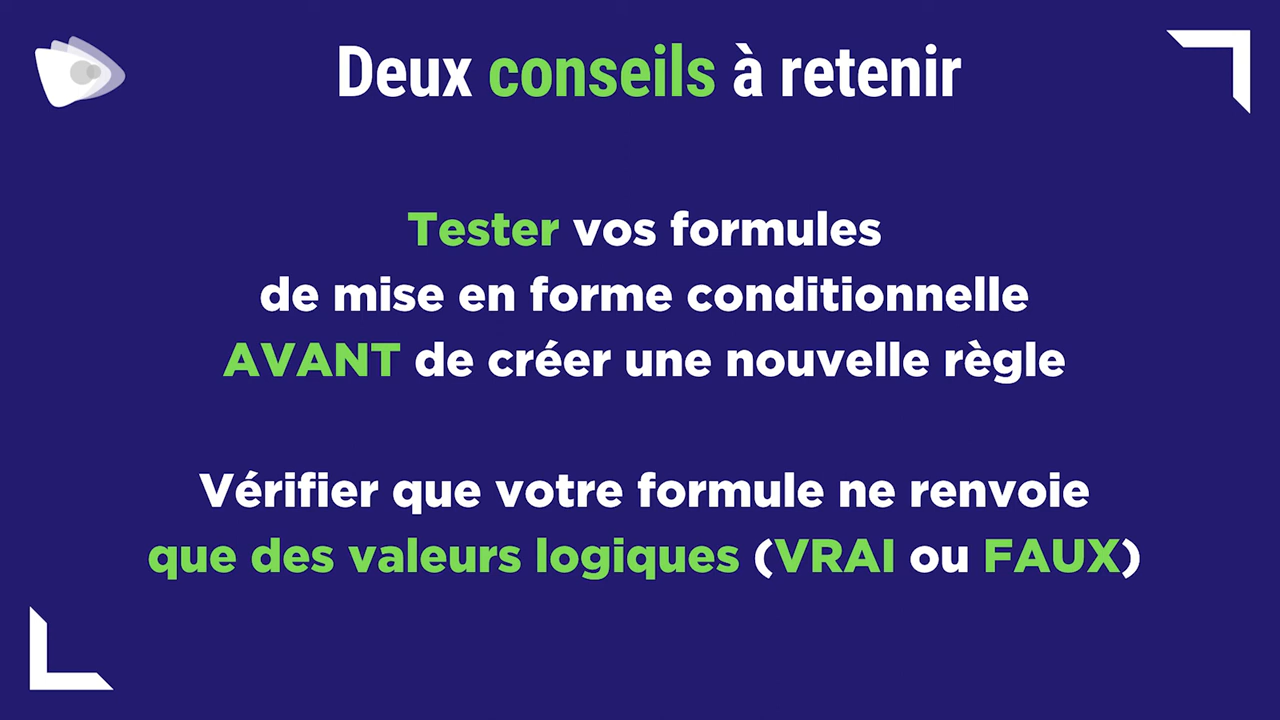 Deux conseils à retenir
Tester vos formules
de mise en forme conditionnelle
AVANT de créer une nouvelle règle
Vérifier que votre formule ne renvoie
que des valeurs logiques (VRAI ou FAUX)